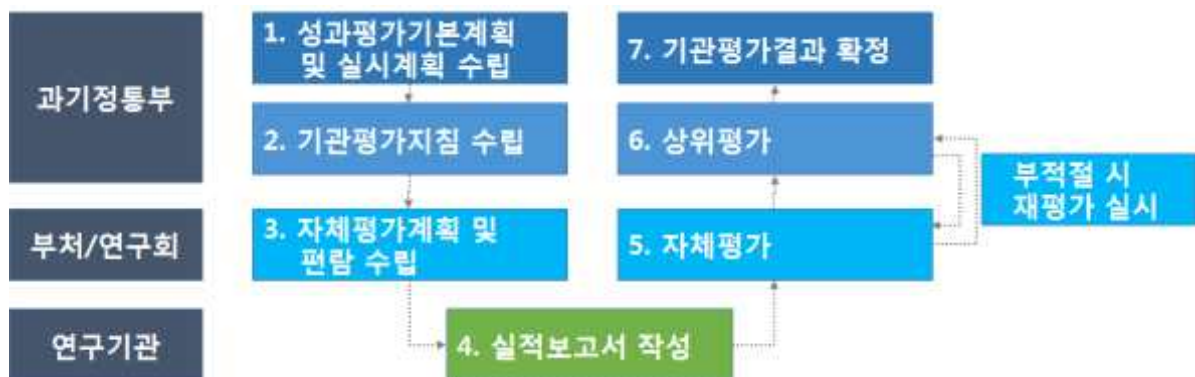 과기정통부
1. 성과평가기본계획
및 실시계획 수립
7. 기관평가결과 확정
2. 기관평가지침 수립
6. 상위평가
부적절 시
재평가 실시
부처/연구회
3. 자체평가계획 및
편람 수립
5. 자체평가
연구기관
4. 실적보고서 작성